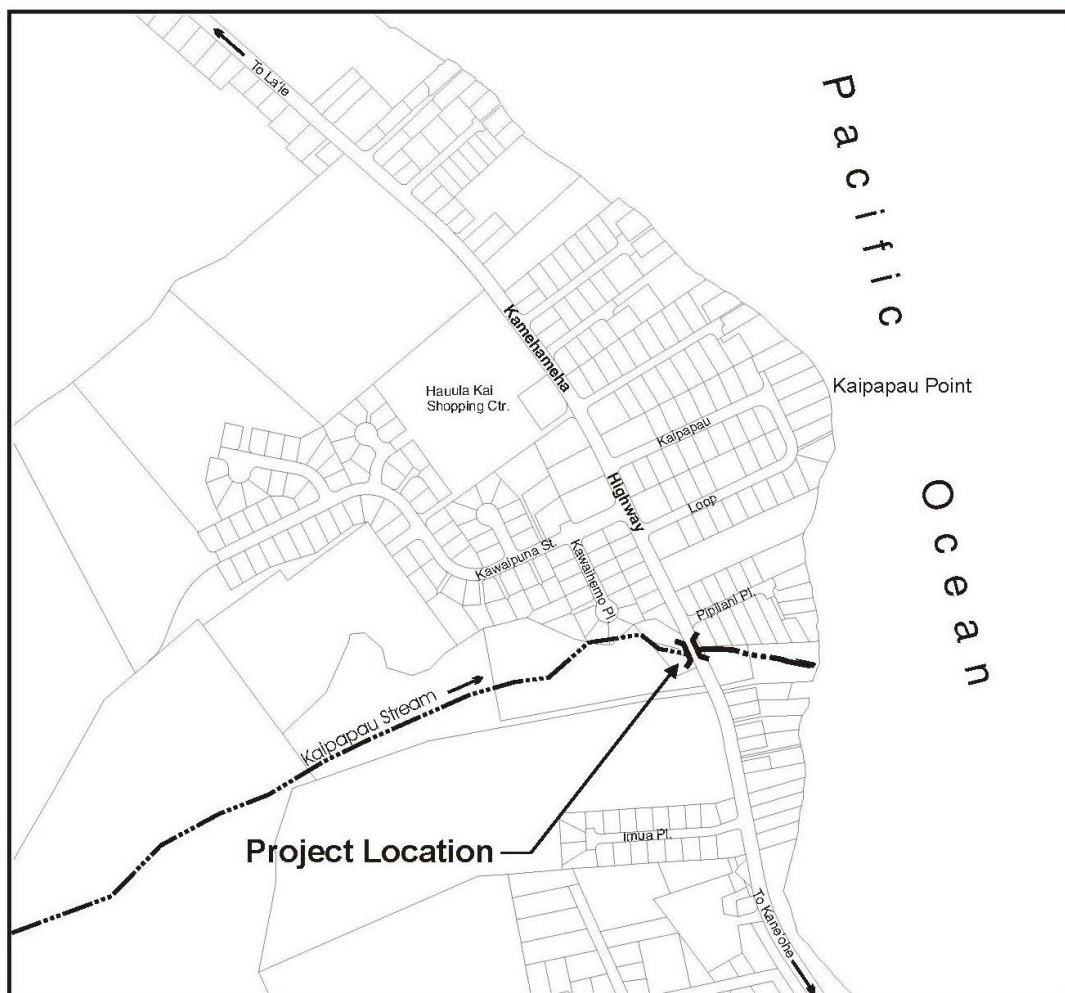 To La'ie
Pacific
Ocean
Kamehameha
Highway
Kaipapau Point
Hauula Kai
Shopping Ctr.
Kaipapau
Loop
Kawaipuna St.
Kawaihemo Pl.
Pipilani Pl.
Kaipapau Stream
Project Location
Imua Pl.
To Kane'ohe